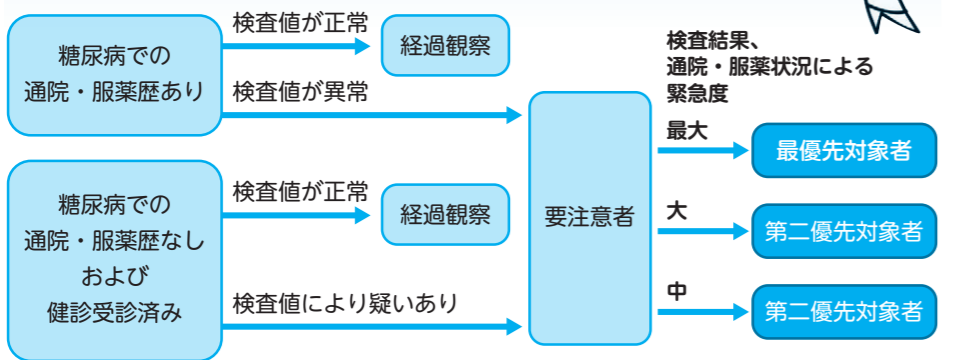 糖尿病での
通院・服薬歴あり
検査値が正常
経過観察
検査値が異常
糖尿病での
通院・服薬歴なし
および
健診受診済み
検査値が正常
経過観察
検査値により疑いあり
要注意者
検査結果、
通院・服薬状況による
緊急度
最大
最優先対象者
大
第二優先対象者
中
第二優先対象者